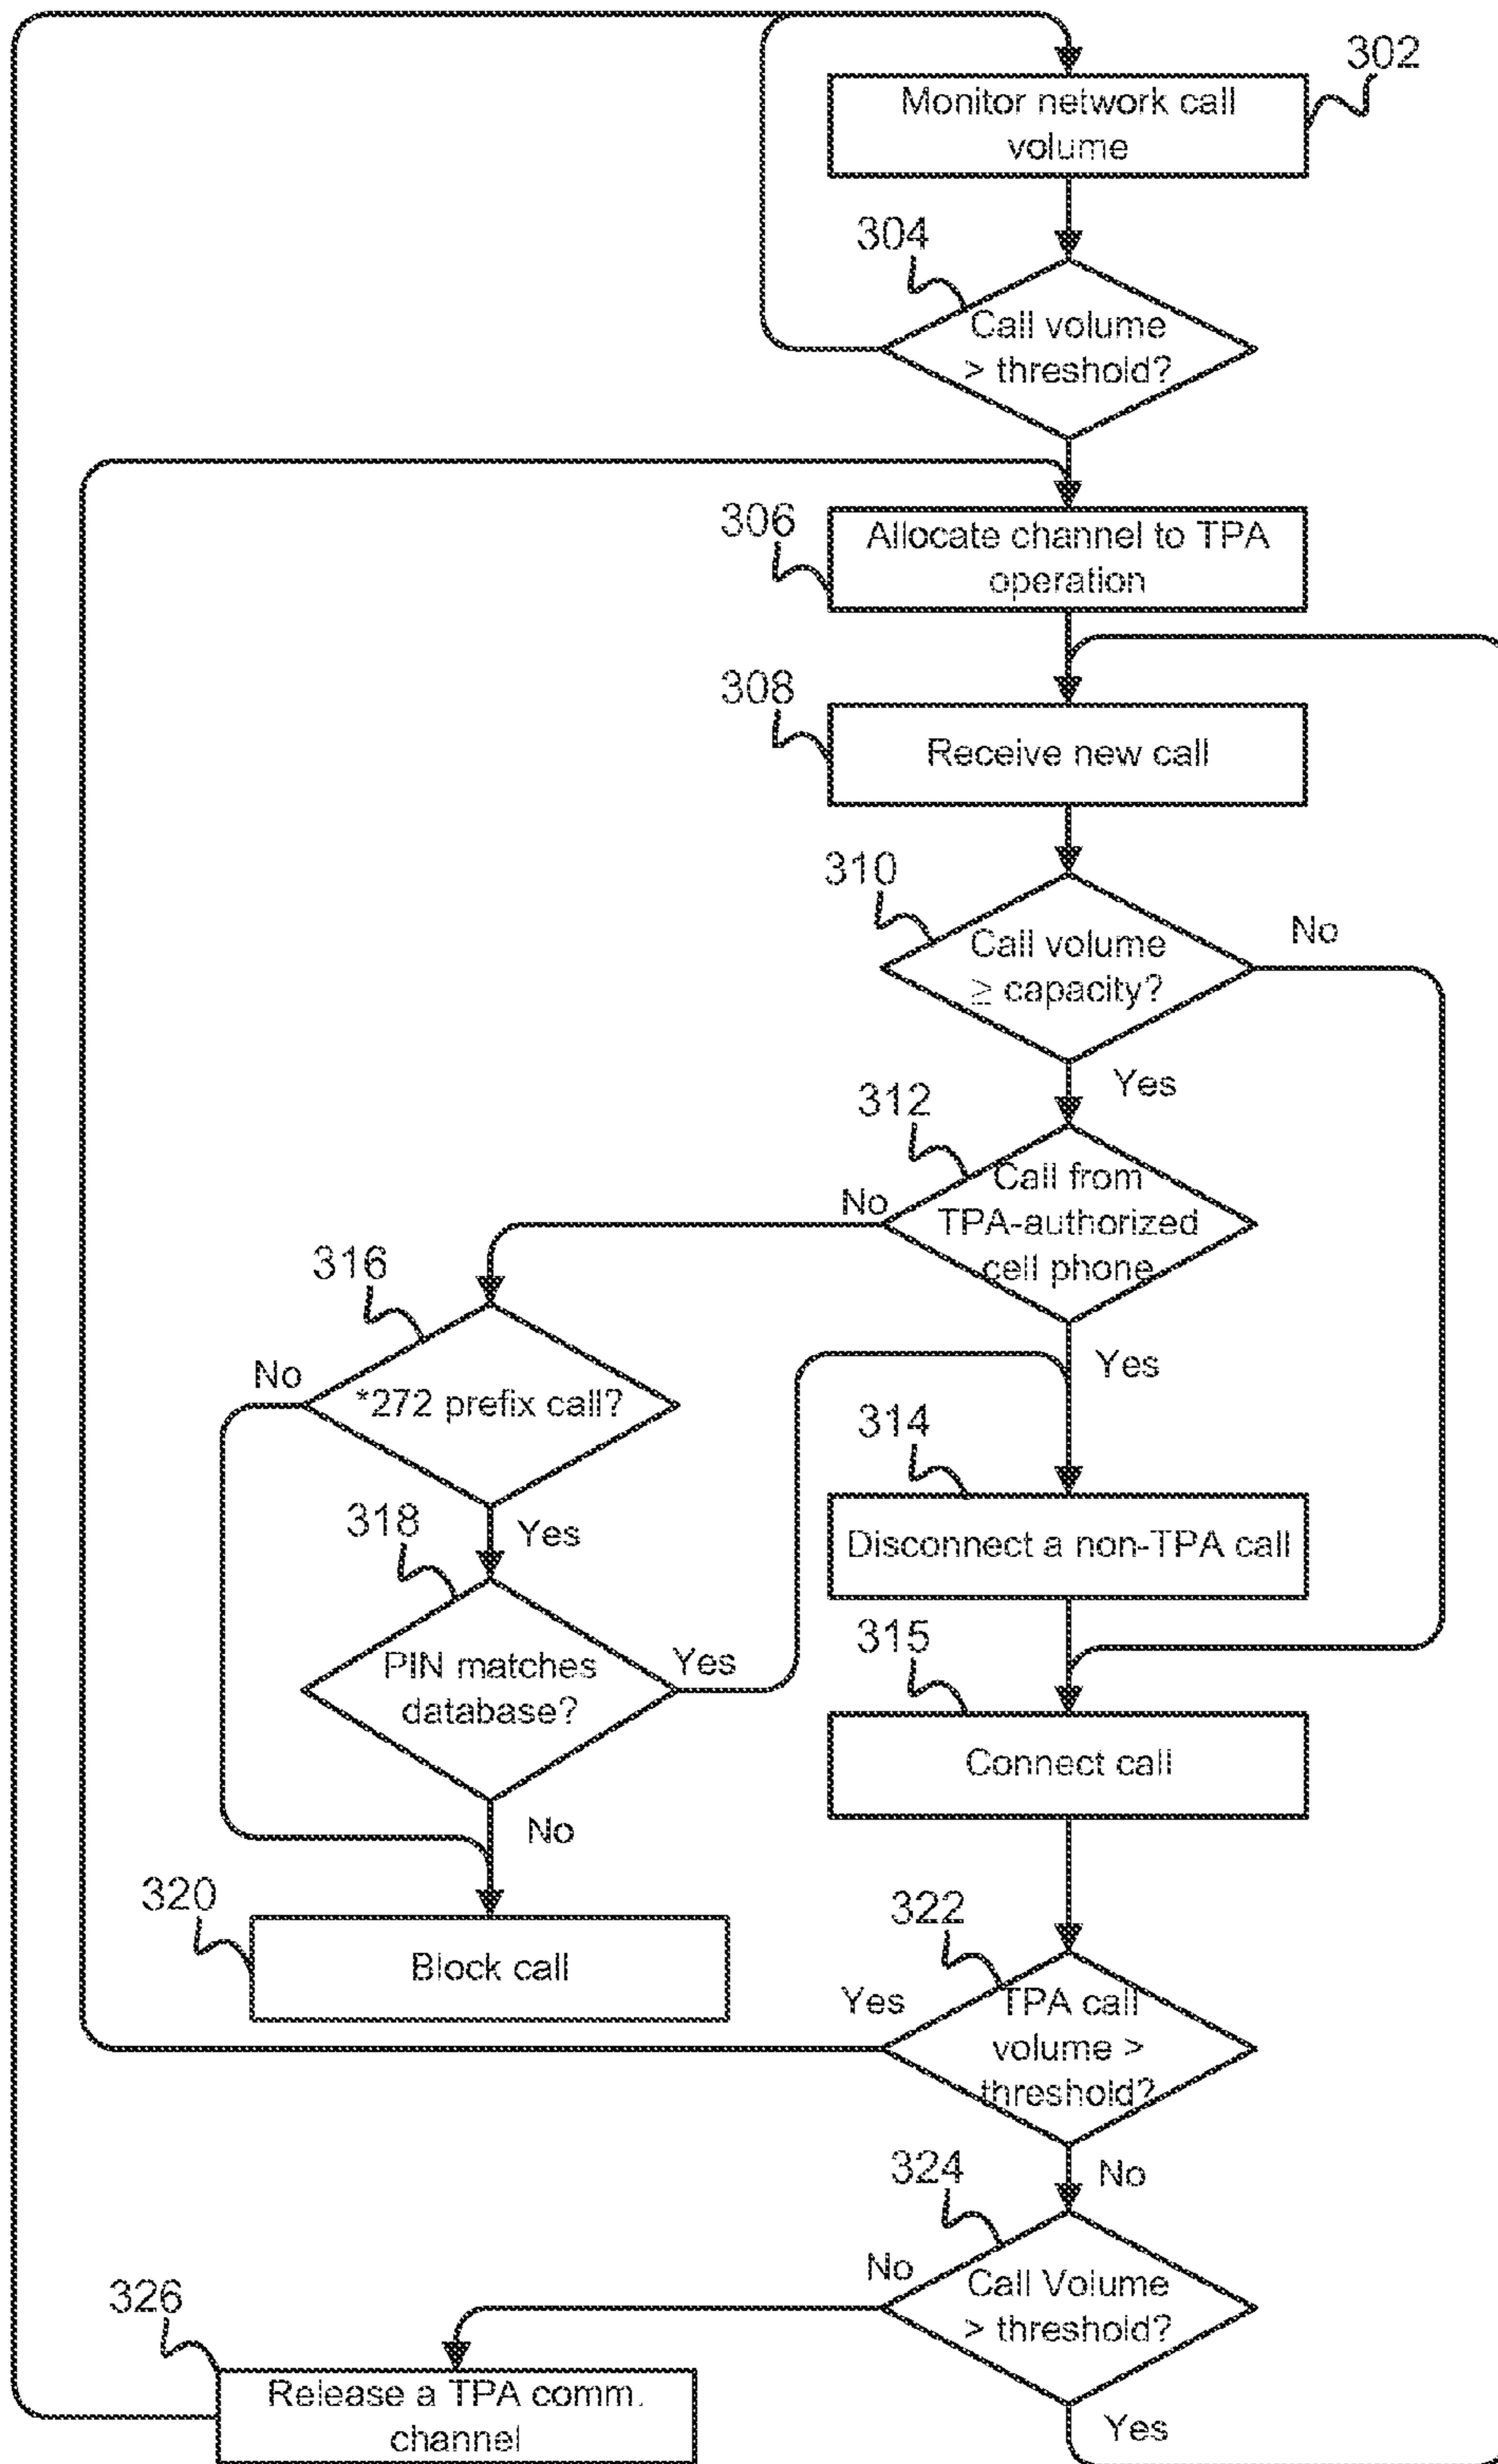 302
Monitor network call
volume
304
Call volume
> threshold?
306
Allocate channel to TPA
operation
308
Receive new call
310
Call volume
≥ capacity?
No
Yes
312
Call from
TPA-authorized
cell phone
No
Yes
316
*272 prefix call?
No
Yes
314
Disconnect a non-TPA call
318
PIN matches
database?
Yes
No
315
Connect call
320
Block call
322
TPA call
volume >
threshold?
Yes
No
324
Call Volume
> threshold?
No
Yes
326
Release a TPA comm.
channel